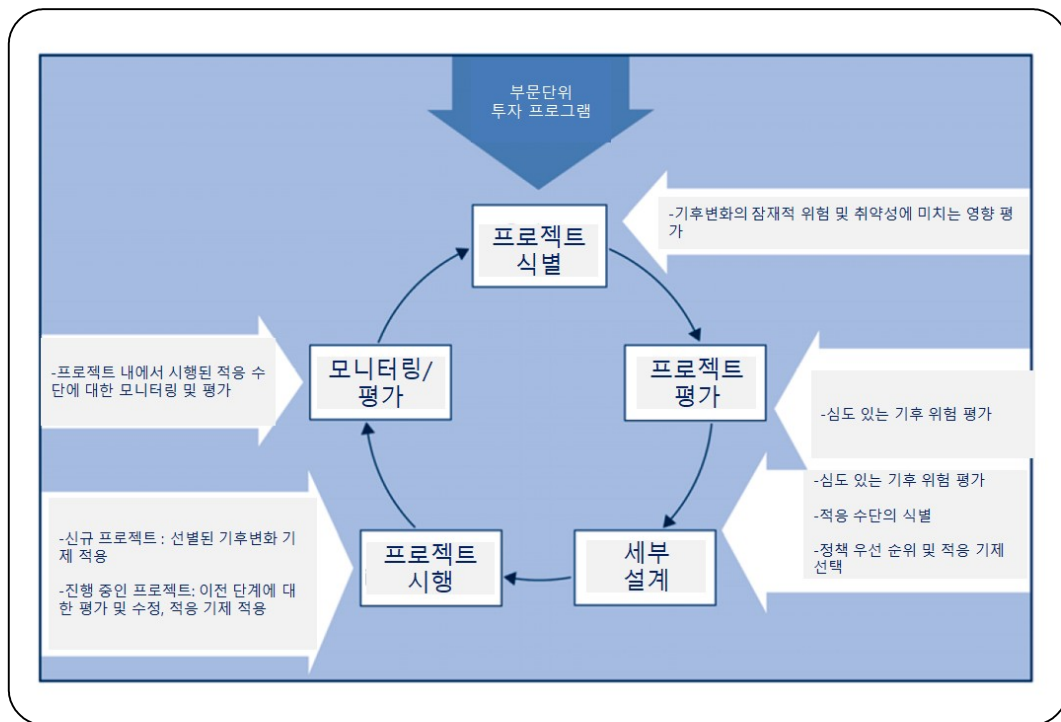 부문단위
투자 프로그램
-기후변화의 잠재적 위험 및 취약성에 미치는 영향 평
가
프로젝트
식별
모니터링/
평가
프로젝트
평가
-프로젝트 내에서 시행된 적응 수
단에 대한 모니터링 및 평가
-심도 있는 기후 위험 평가
-심도 있는 기후 위험 평가
-적응 수단의 식별
-정책 우선 순위 및 적응 기제
선택
-신규 프로젝트 : 선별된 기후변화 기
제 적용
-진행 중인 프로젝트: 이전 단계에 대
한 평가 및 수정, 적응 기제 적용
프로젝트
시행
세부
설계